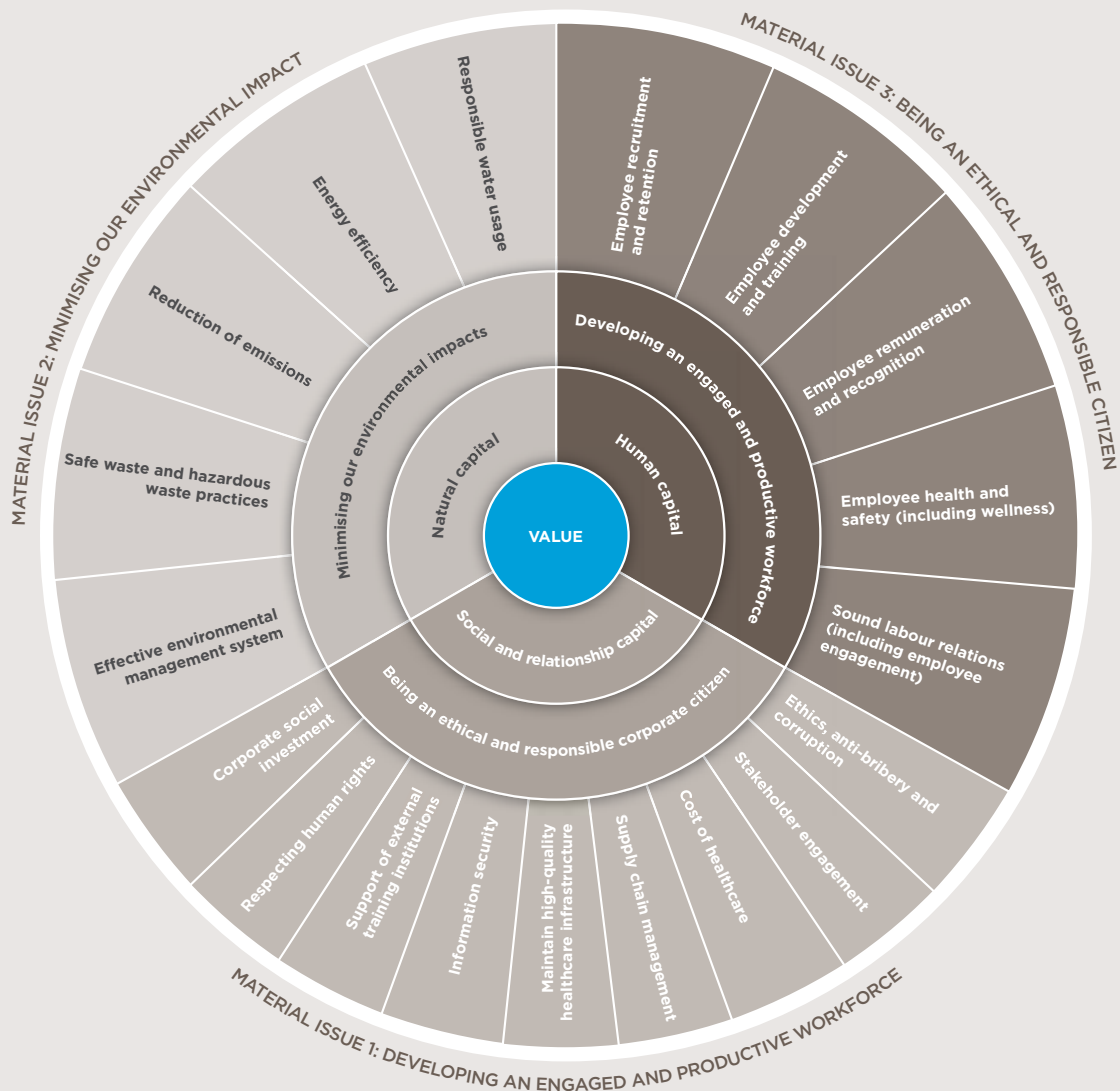 MATERIAL ISSUE 2: MINIMISING OUR ENVIRONMENTAL IMPACT
MATERIAL ISSUE 3: BEING AN ETHICAL AND RESPONSIBLE CITIZEN
MATERIAL ISSUE 1: DEVELOPING AN ENGAGED AND PRODUCTIVE WORKFORCE
Responsible water usage
Energy efficiency
Reduction of emissions
Safe waste and hazardous
waste practices
Effective environmental
management system
Employee recruitment
and retention
Employee development
and training
Employee remuneration
and recognition
Employee health and
safety (including wellness)
Sound labour relations
(including employee
engagement)
Ethics, anti-bribery and
corruption
Stakeholder engagement
Cost of healthcare
Supply chain management
Maintain high-quality
healthcare infrastructure
Information security
Support of external
training institutions
Respecting human rights
Corporate social
investment
Minimising our environmental impacts
Developing an engaged and productive workforce
Being an ethical and responsible corporate citizen
Natural capital
Human capital
Social and relationship capital
VALUE